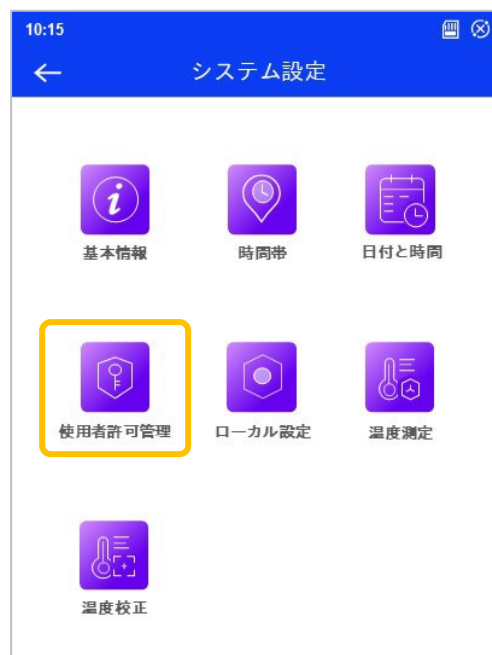 10:15
システム設定
基本情報
時間帯
日付と時間
使用者許可管理
ローカル設定
温度測定
温度校正